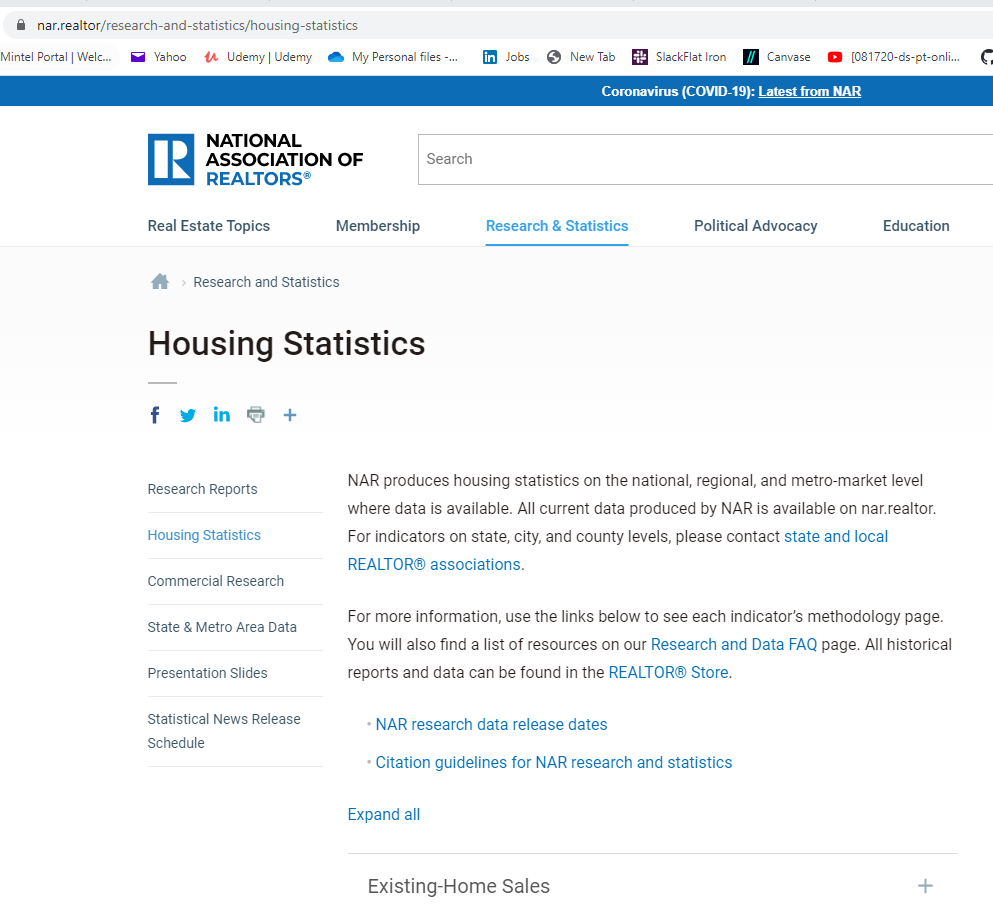 nar.realtor/research-and-statistics/housing-statistics
Mintel Portal | Welc... Yahoo Udemy | Udemy My Personal files -... Jobs New Tab SlackFlat Iron Canvase [081720-ds-pt-onli...
Coronavirus (COVID-19): Latest from NAR
NATIONAL
ASSOCIATION OF
REALTORS®
Search
Real Estate Topics Membership Research & Statistics Political Advocacy Education
› Research and Statistics
Housing Statistics
Research Reports
Housing Statistics
Commercial Research
State & Metro Area Data
Presentation Slides
Statistical News Release
Schedule
NAR produces housing statistics on the national, regional, and metro-market level
where data is available. All current data produced by NAR is available on nar.realtor.
For indicators on state, city, and county levels, please contact state and local
REALTOR® associations.
For more information, use the links below to see each indicator’s methodology page.
You will also find a list of resources on our Research and Data FAQ page. All historical
reports and data can be found in the REALTOR® Store.
• NAR research data release dates
• Citation guidelines for NAR research and statistics
Expand all
Existing-Home Sales +